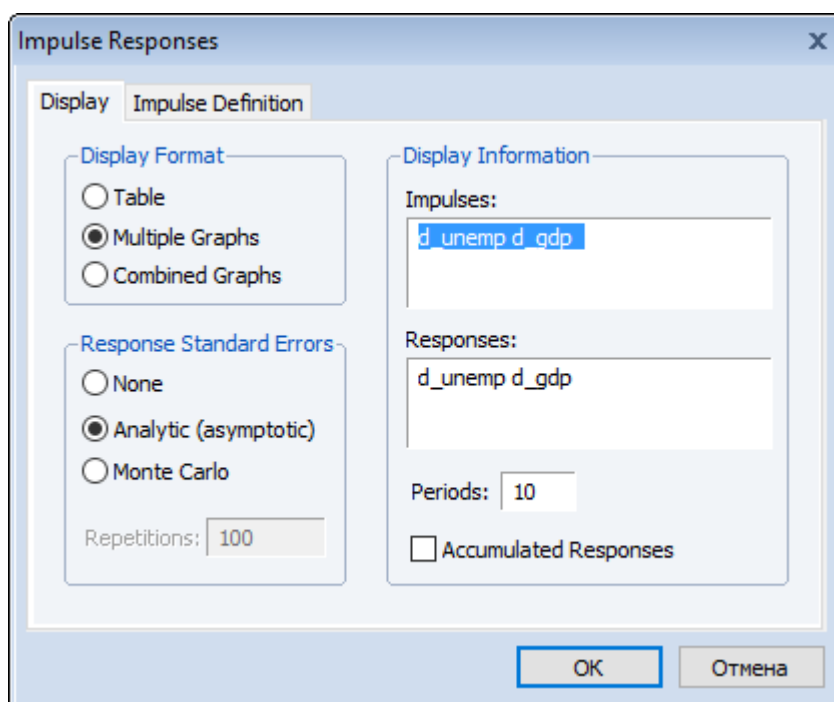 Impulse Responses
Display
Impulse Definition
Display Format
Table
Multiple Graphs
Combined Graphs
Response Standard Errors
None
Analytic (asymptotic)
Monte Carlo
Repetitions: 100
Display Information
Impulses:
d_unemp d_gdp
Responses:
d_unemp d_gdp
Periods: 10
Accumulated Responses
OK
Отмена